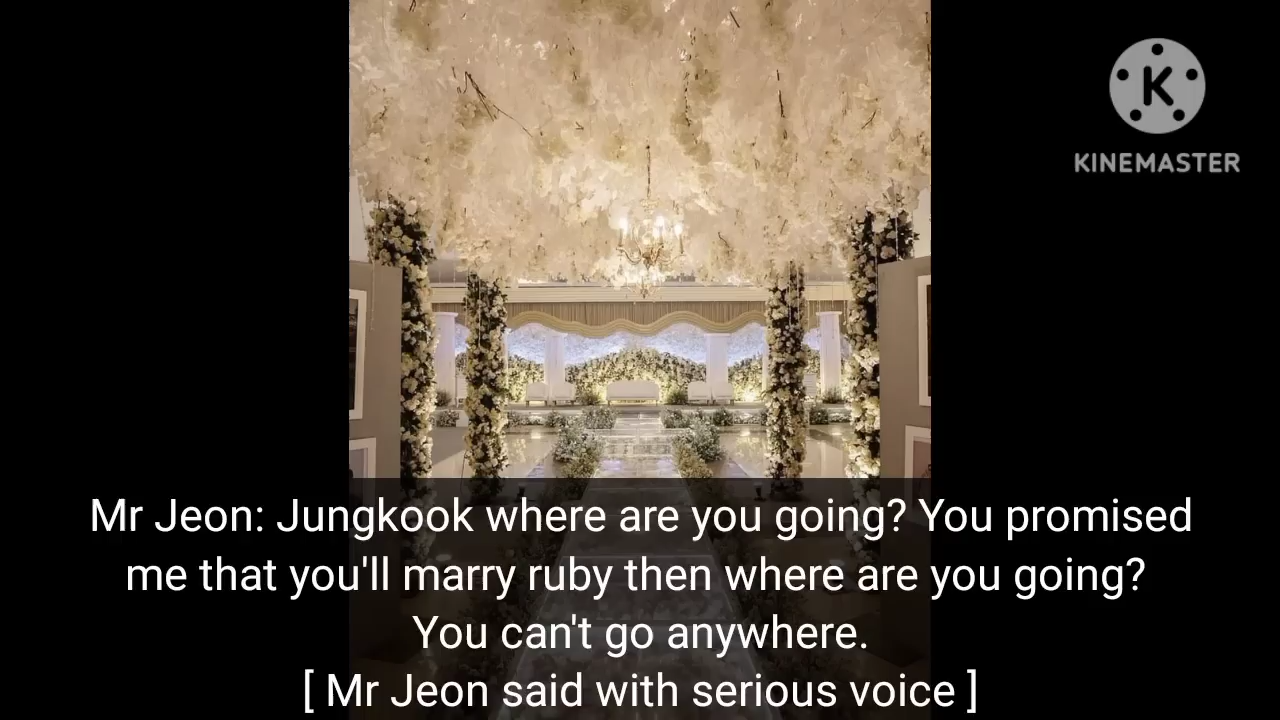 K
KINEMASTER
Mr Jeon: Jungkook where are you going? You promised
me that you'll marry ruby then where are you going?
You can't go anywhere.
[ Mr Jeon said with serious voice ]